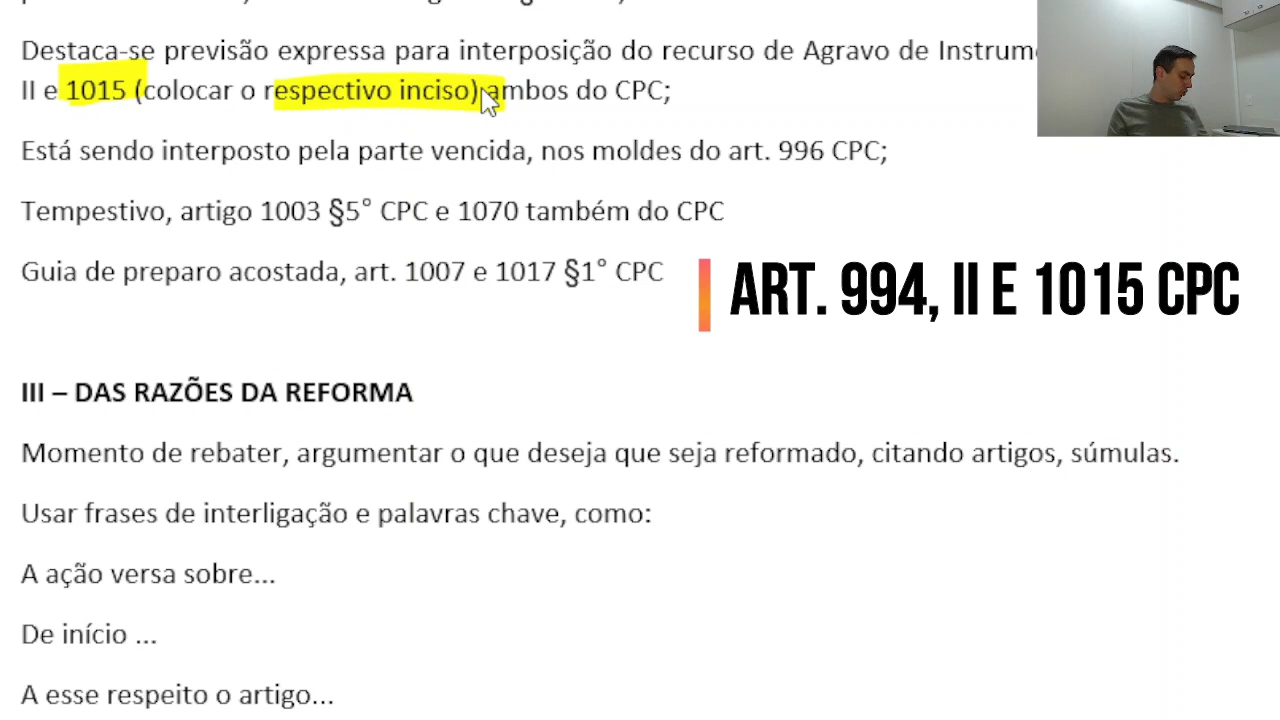 Destaca-se previsão expressa para interposição do recurso de Agravo de
II e 1015 (colocar o respectivo inciso) ambos do CPC;
Está sendo interposto pela parte vencida, nos moldes do art. 996 CPC;
Tempestivo, artigo 1003 §5° CPC e 1070 também do CPC
Guia de preparo acostada, art. 1007 e 1017 §1° CPC
ART. 994, II E 1015 CPC
III – DAS RAZÕES DA REFORMA
Momento de rebater, argumentar o que deseja que seja reformado, citando artigos, súmulas.
Usar frases de interligação e palavras chave, como:
A ação versa sobre...
De início ...
A esse respeito o artigo...